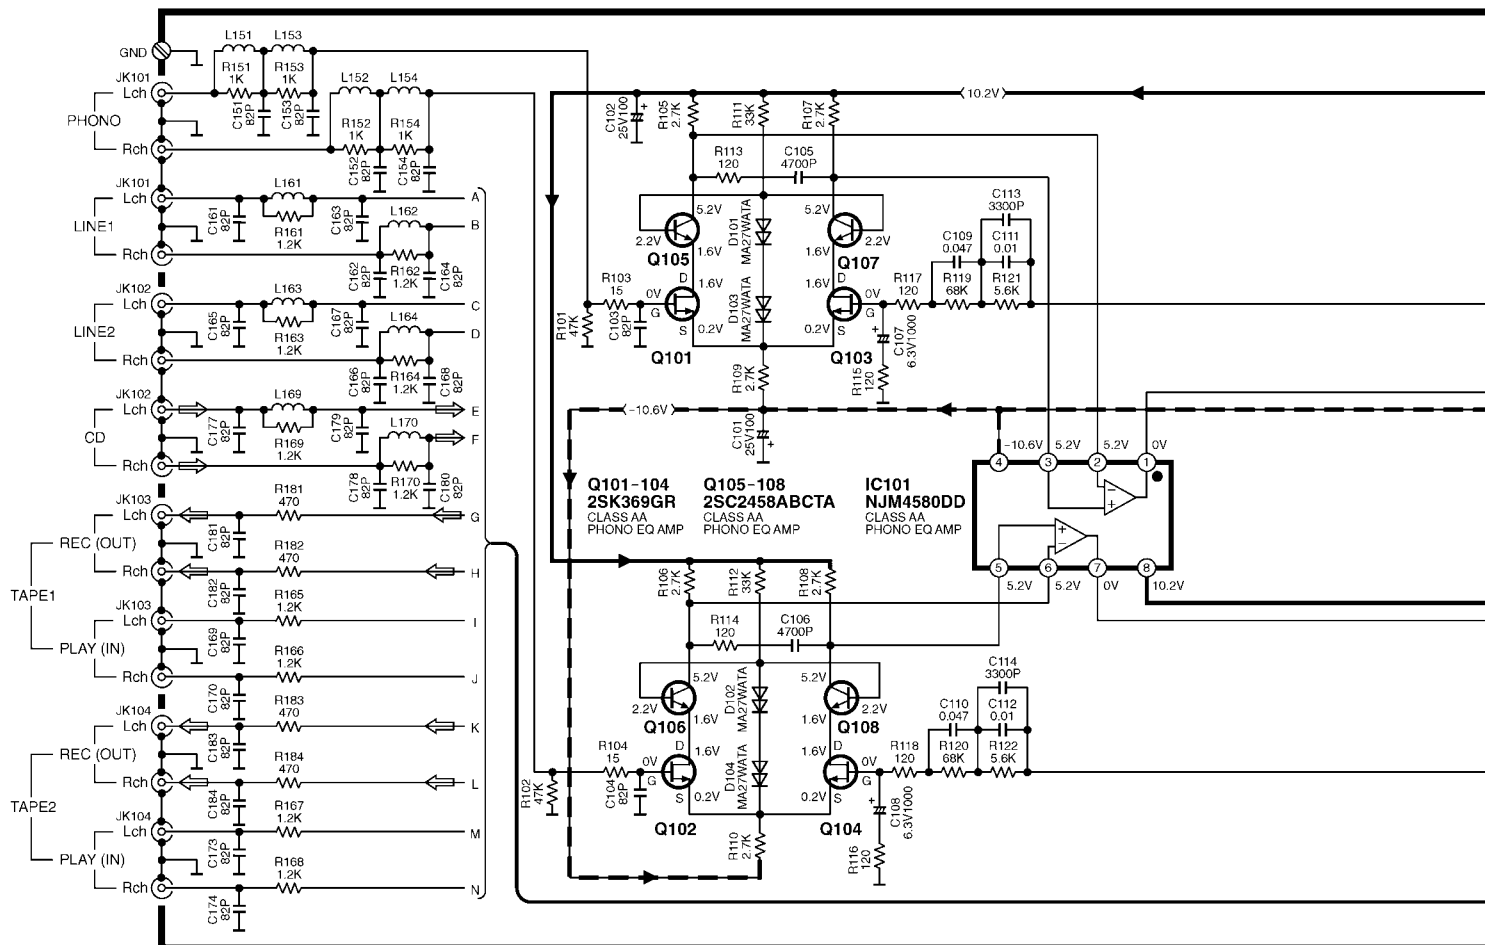 GND
L151
L153
JK101
R151
1K
R153
1K
Lch
C151
82P
C153
82P
PHONO
L152
L154
R152
1K
R154
1K
Rch
C152
82P
C154
82P
JK101
Lch
L161
A
C161
82P
R161
1.2K
C163
82P
L162
B
LINE1
Rch
C162
82P
R162
1.2K
C164
82P
JK102
Lch
L163
C
C165
82P
R163
1.2K
C167
82P
L164
D
LINE2
Rch
C166
82P
R164
1.2K
C168
82P
JK102
Lch
L169
E
C177
82P
R169
1.2K
C179
82P
L170
F
CD
Rch
C178
82P
R170
1.2K
C180
82P
JK103
Lch
R181
470
G
C181
82P
REC (OUT)
R182
470
Rch
H
C182
82P
TAPE1
JK103
Lch
R165
1.2K
I
C169
82P
PLAY (IN)
R166
1.2K
Rch
J
C170
82P
JK104
Lch
R183
470
K
C183
82P
REC (OUT)
R184
470
Rch
L
C184
82P
TAPE2
JK104
Lch
R167
1.2K
M
C173
82P
PLAY (IN)
R168
1.2K
Rch
N
C174
82P
10.2V
C102
25V100
R105
2.7K
R111
33K
R107
2.7K
R113
120
C105
4700P
5.2V
5.2V
2.2V
2.2V
1.6V
1.6V
Q105
Q107
D101
MA27WATA
D103
MA27WATA
D
1.6V
1.6V
D
R103
15
0V
G
0V
G
R101
47K
C103
82P
S
0.2V
0.2V
S
Q101
Q103
R117
120
C109
0.047
R119
68K
C113
3300P
C111
0.01
R121
5.6K
C107
6.3V1000
R115
120
R109
2.7K
-10.6V
C101
25V100
-10.6V
5.2V
5.2V
0V
4
3
2
1
Q101-104
2SK369GR
CLASS AA
PHONO EQ AMP
Q105-108
2SC2458ABCTA
CLASS AA
PHONO EQ AMP
IC101
NJM4580DD
CLASS AA
PHONO EQ AMP
−
+
+
−
5
6
7
8
5.2V
5.2V
0V
10.2V
R106
2.7K
R112
33K
R108
2.7K
R114
120
C106
4700P
5.2V
5.2V
2.2V
2.2V
1.6V
1.6V
Q106
Q108
D102
MA27WATA
D104
MA27WATA
D
1.6V
1.6V
D
R104
15
0V
G
0V
G
R102
47K
C104
82P
S
0.2V
0.2V
S
Q102
Q104
R118
120
C110
0.047
R120
68K
C114
3300P
C112
0.01
R122
5.6K
C108
6.3V1000
R116
120
R110
2.7K